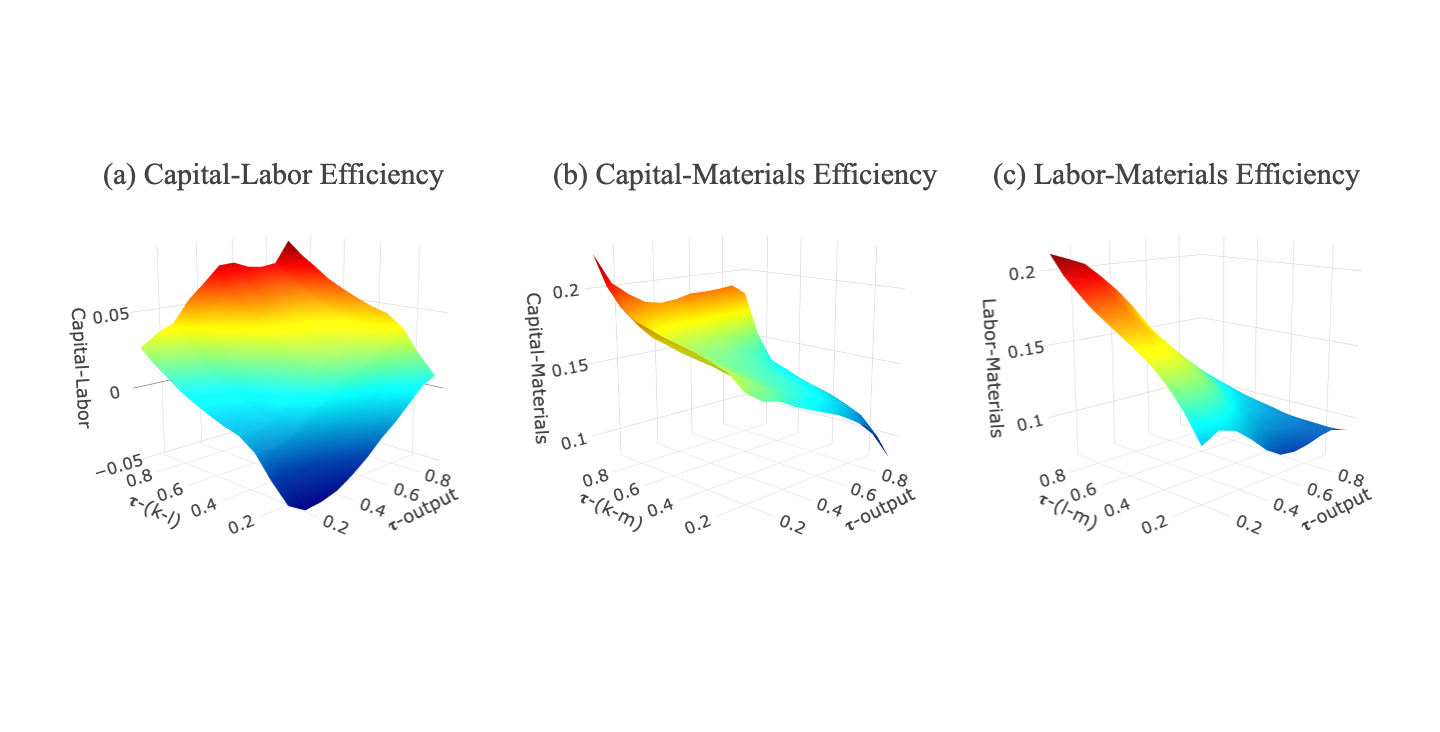 (a) Capital-Labor Efficiency
(b) Capital-Materials Efficiency
(c) Labor-Materials Efficiency
Capital-Labor
0.05
0
−0.05
0.8
0.6
0.4
0.2
τ-(k-l)
0.2
0.4
0.6
0.8
τ-output
Capital-Materials
0.2
0.15
0.1
0.8
0.6
0.4
0.2
τ-(k-m)
0.2
0.4
0.6
0.8
τ-output
Labor-Materials
0.2
0.15
0.1
0.8
0.6
0.4
0.2
τ-(l-m)
0.2
0.4
0.6
0.8
τ-output